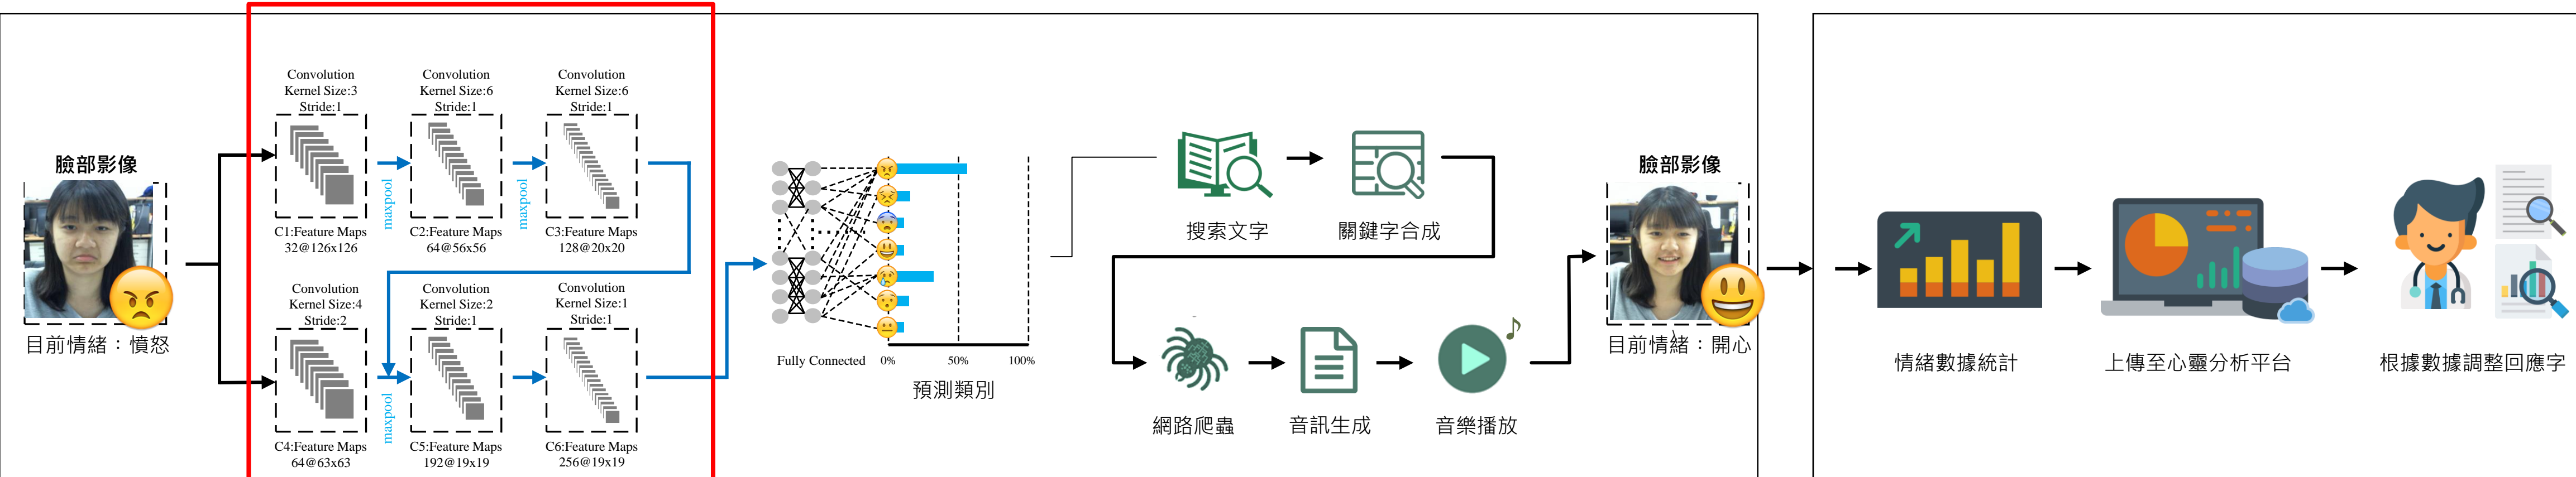 臉部影像
目前情緒：憤怒
Convolution
Kernel Size:3
Stride:1
C1:Feature Maps
32@126x126
maxpool
Convolution
Kernel Size:6
Stride:1
C2:Feature Maps
64@56x56
maxpool
Convolution
Kernel Size:6
Stride:1
C3:Feature Maps
128@20x20
Convolution
Kernel Size:4
Stride:2
C4:Feature Maps
64@63x63
maxpool
Convolution
Kernel Size:2
Stride:1
C5:Feature Maps
192@19x19
Convolution
Kernel Size:1
Stride:1
C6:Feature Maps
256@19x19
Fully Connected
0%
50%
100%
預測類別
搜索文字
關鍵字合成
網路爬蟲
音訊生成
音樂播放
臉部影像
目前情緒：開心
情緒數據統計
上傳至心靈分析平台
根據數據調整回應字